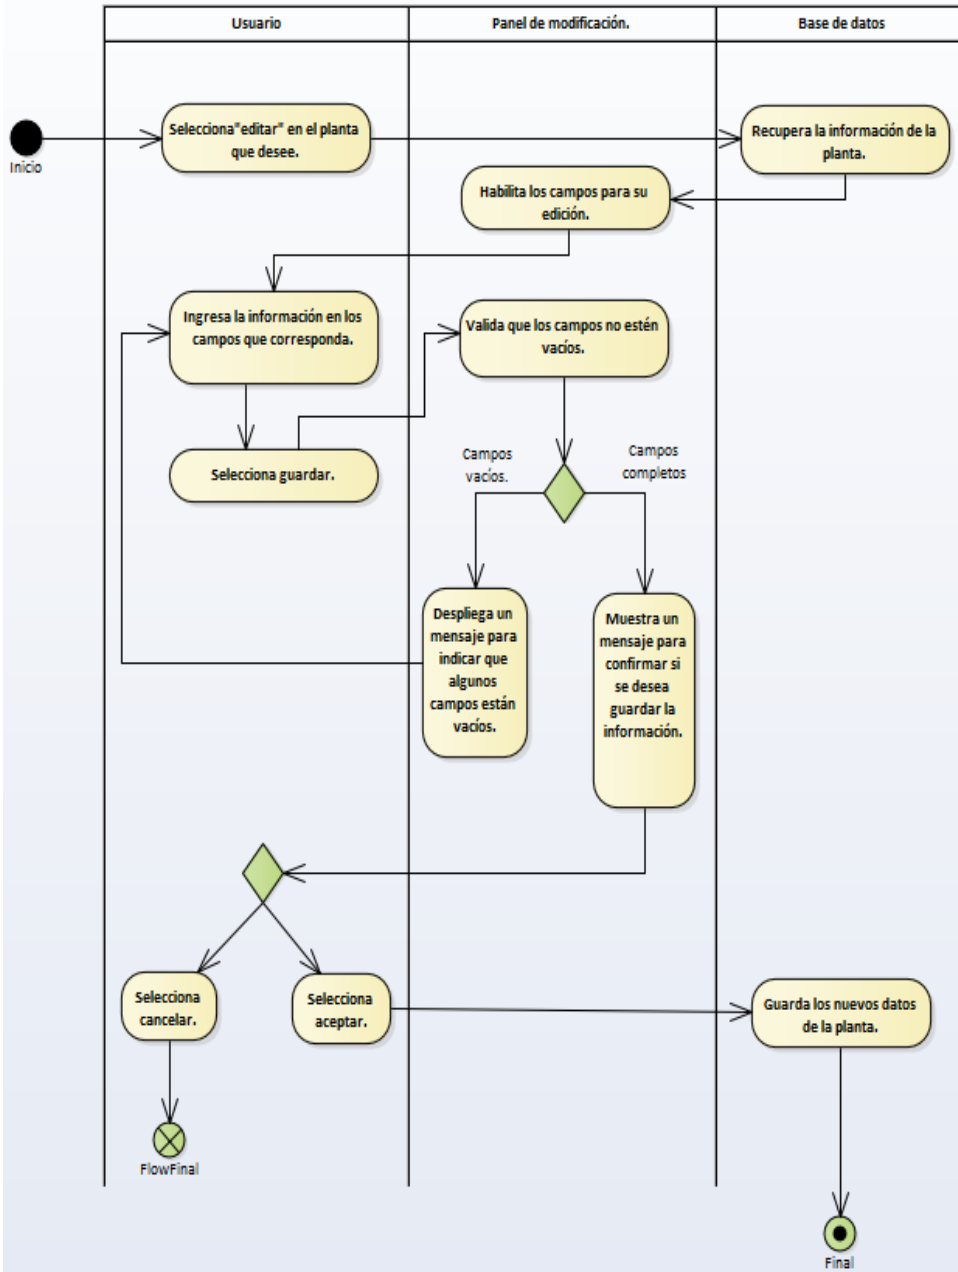 Usuario
Panel de modificación.
Base de datos
Inicio
Selecciona"editar" en el planta
que desee.
Recupera la información de la
planta.
Habilita los campos para su
edición.
Ingresa la información en los
campos que corresponda.
Valida que los campos no estén
vacíos.
Selecciona guardar.
Campos
vacíos.
Campos
completos
Despliega un
mensaje para
indicar que
algunos
campos están
vacíos.
Muestra un
mensaje para
confirmar si
se desea
guardar la
información.
Selecciona
cancelar.
Selecciona
aceptar.
Guarda los nuevos datos
de la planta.
FlowFinal
Final